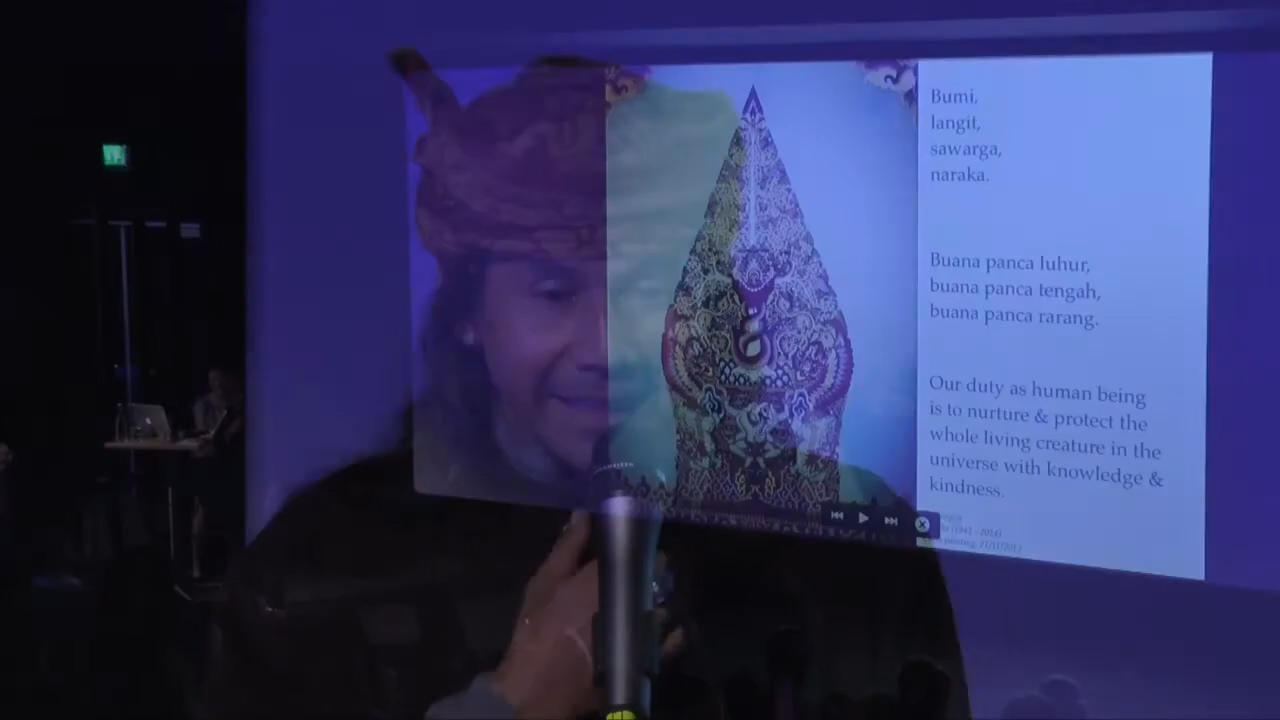 Bumi,
langit,
sawarga,
naraka.
Buana panca luhur,
buana panca tengah,
buana panca rarang.
Our duty as human being
is to nurture & protect the
whole living creature in the
universe with knowledge &
kindness.